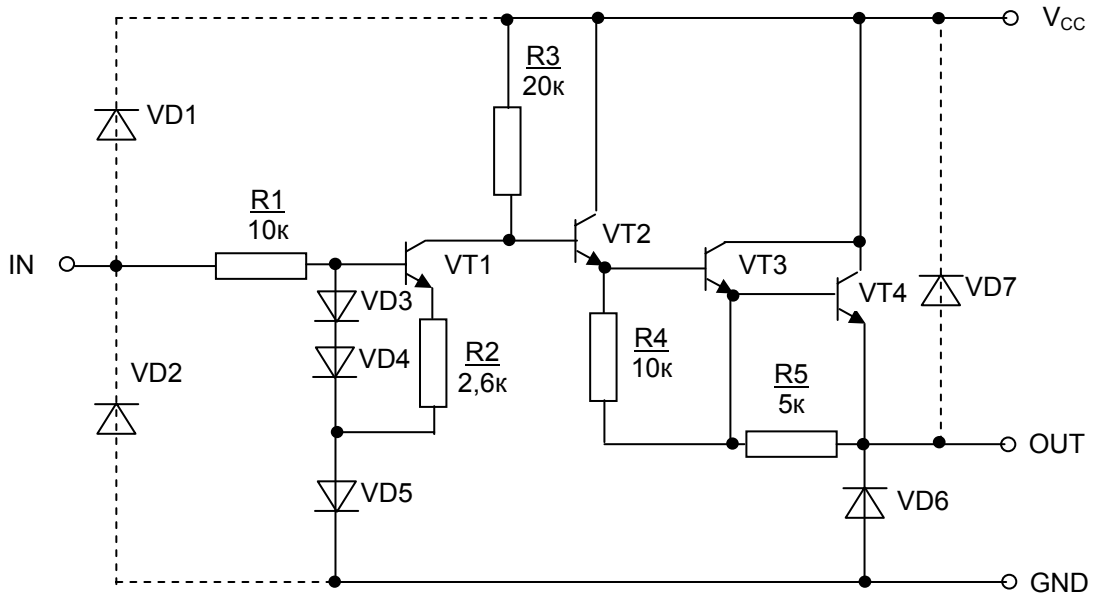 V_CC
R3
20к
VD1
R1
10к
VT2
IN
VT1
VT3
VD3
VT4
VD7
VD4
R2
2,6к
R4
10к
VD2
R5
5к
OUT
VD5
VD6
GND